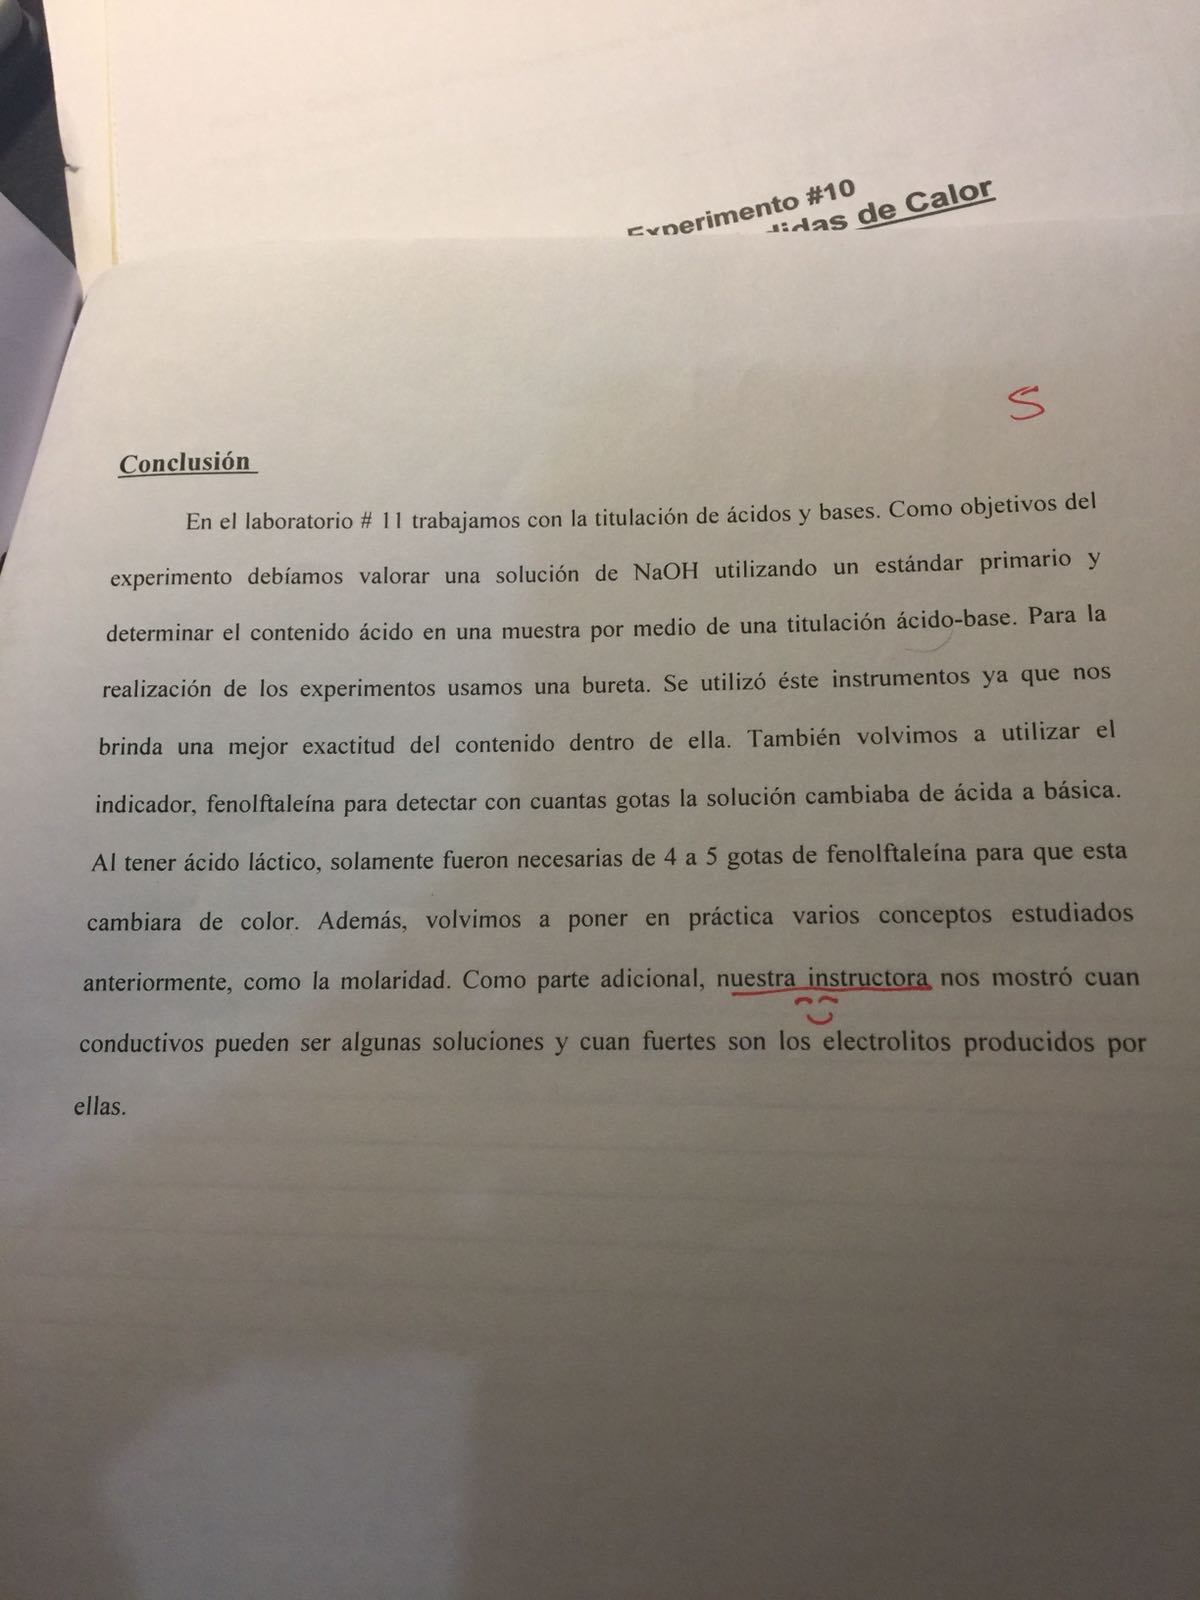 Experimento #10
de Calor
5
Conclusión
En el laboratorio # 11 trabajamos con la titulación de ácidos y bases. Como objetivos del
experimento debíamos valorar una solución de NaOH utilizando un estándar primario y
determinar el contenido ácido en una muestra por medio de una titulación ácido-base. Para la
realización de los experimentos usamos una bureta. Se utilizó éste instrumentos ya que nos
brinda una mejor exactitud del contenido dentro de ella. También volvimos a utilizar el
indicador, fenolftaleína para detectar con cuantas gotas la solución cambiaba de ácida a básica.
Al tener ácido láctico, solamente fueron necesarias de 4 a 5 gotas de fenolftaleína para que esta
cambiara de color. Además, volvimos a poner en práctica varios conceptos estudiados
anteriormente, como la molaridad. Como parte adicional, nuestra instructora nos mostró cuan
conductivos pueden ser algunas soluciones y cuan fuertes son los electrolitos producidos por
ellas.